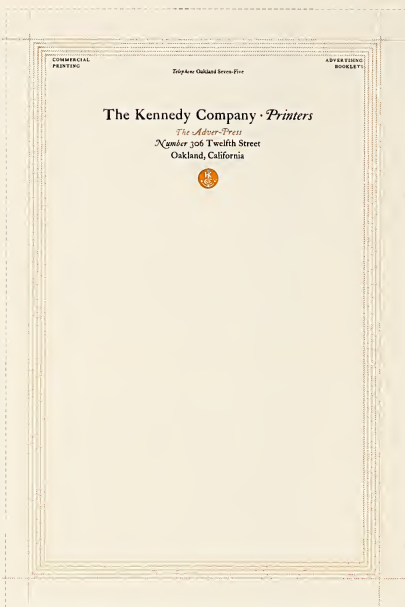 COMMERCIAL
PRINTING
ADVERTISING
BOOKLETS
Telephone Oakland Seven-Five
The Kennedy Company · Printers
The Adver-Press
Number 306 Twelfth Street
Oakland, California